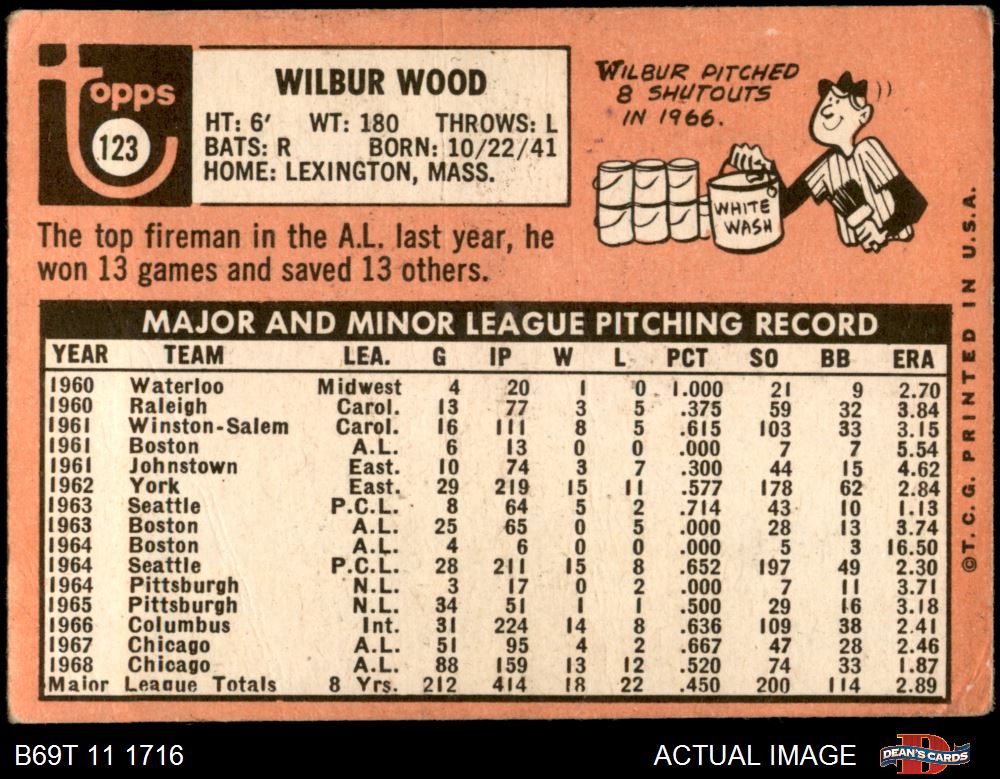 topps
123
WILBUR WOOD
HT: 6' WT: 180 THROWS: L
BATS: R BORN: 10/22/41
HOME: LEXINGTON, MASS.
WILBUR PITCHED
8 SHUTOUTS
IN 1966.
WHITE
WASH
The top fireman in the A.L. last year, he
won 13 games and saved 13 others.
MAJOR AND MINOR LEAGUE PITCHING RECORD
YEAR TEAM LEA. G IP W L PCT SO BB ERA
1960 Waterloo Midwest 4 20 1 0 1.000 21 9 2.70
1960 Raleigh Carol. 13 77 3 5 .375 59 32 3.84
1961 Winston-Salem Carol. 16 111 8 5 .615 103 33 3.15
1961 Boston A.L. 6 13 0 0 .000 7 7 5.54
1961 Johnstown East. 10 74 3 7 .300 44 15 4.62
1962 York East. 29 219 15 11 .577 178 62 2.84
1963 Seattle P.C.L. 8 64 5 2 .714 43 10 1.13
1963 Boston A.L. 25 65 0 5 .000 28 13 3.74
1964 Boston A.L. 4 6 0 0 .000 5 3 16.50
1964 Seattle P.C.L. 28 211 15 8 .652 197 49 2.30
1964 Pittsburgh N.L. 3 17 0 2 .000 7 11 3.71
1965 Pittsburgh N.L. 34 51 1 1 .500 29 16 3.18
1966 Columbus Int. 31 224 14 8 .636 109 38 2.41
1967 Chicago A.L. 51 95 4 2 .667 47 28 2.46
1968 Chicago A.L. 88 159 13 12 .520 74 33 1.87
Major League Totals 8 Yrs. 212 414 18 22 .450 200 114 2.89
©T.C.G. PRINTED IN U.S.A.
B69T 11 1716 ACTUAL IMAGE
DEAN'S CARDS